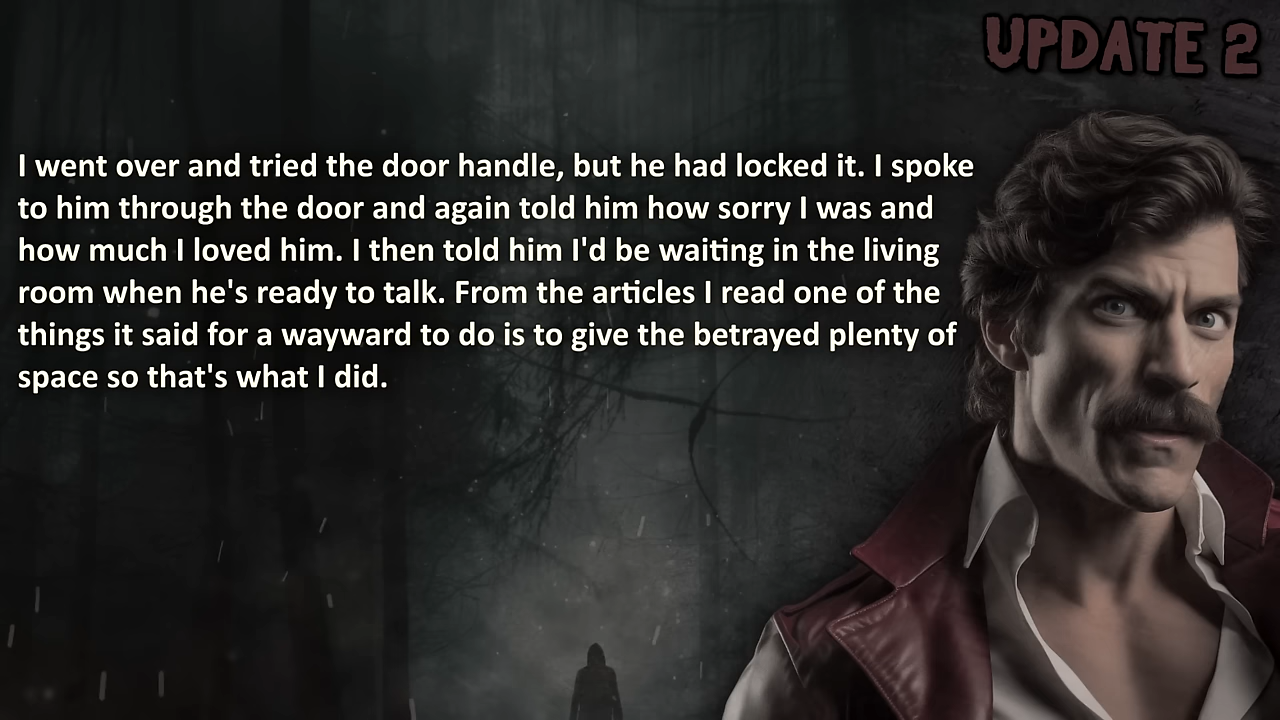 UPDATE 2
I went over and tried the door handle, but he had locked it. I spoke
to him through the door and again told him how sorry I was and
how much I loved him. I then told him I'd be waiting in the living
room when he's ready to talk. From the articles I read one of the
things it said for a wayward to do is to give the betrayed plenty of
space so that's what I did.